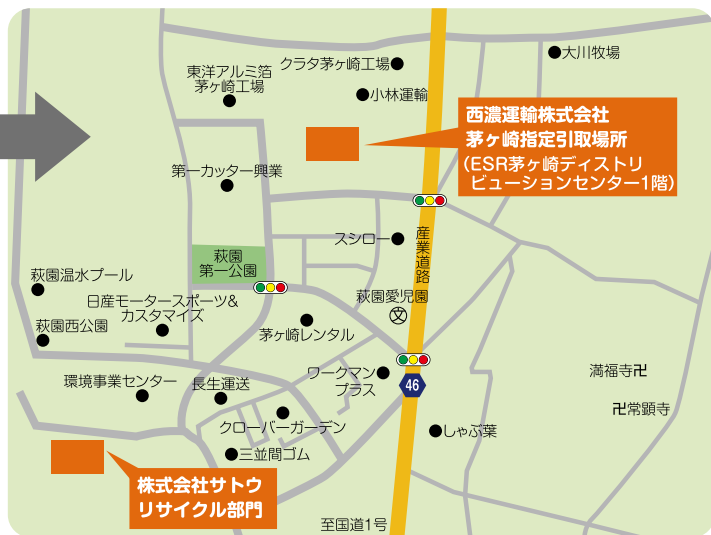 大川牧場
クラタ茅ヶ崎工場
東洋アルミ箔
茅ヶ崎工場
小林運輸
西濃運輸株式会社
茅ヶ崎指定引取場所
(ESR茅ヶ崎ディストリ
ビューションセンター1階)
第一カッター興業
スシロー
産業道路
萩園
第一公園
萩園温水プール
日産モータースポーツ&
カスタマイズ
萩園愛児園
文
萩園西公園
茅ヶ崎レンタル
環境事業センター
長生運送
ワークマン
プラス
46
満福寺卍
卍常顕寺
クローバーガーデン
しゃぶ葉
三並間ゴム
株式会社サトウ
リサイクル部門
至国道1号